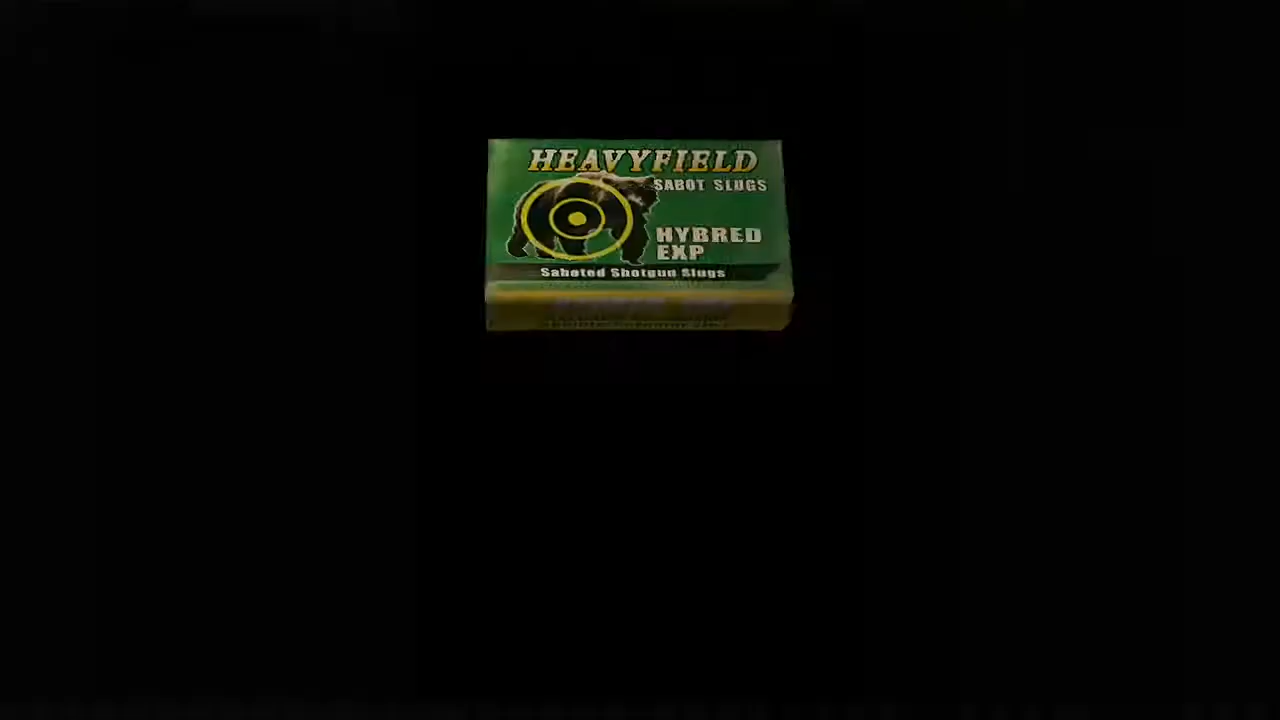 HEAVYFIELD
SABOT SLUGS
HYBRED
EXP
Saboted Shotgun Slugs